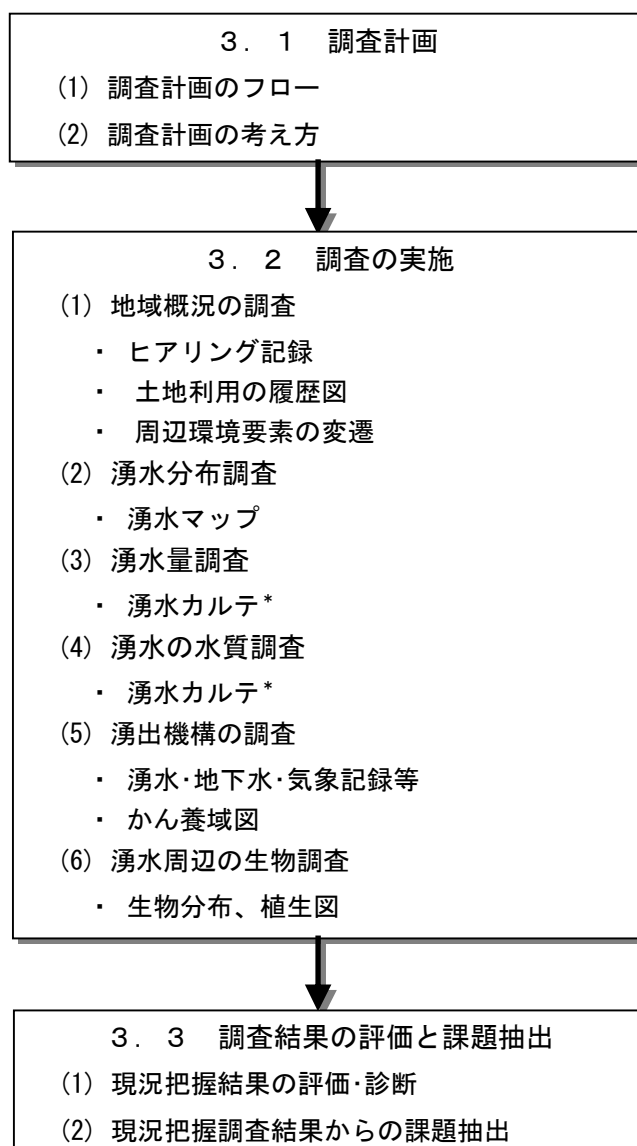 ３．１　調査計画
(1) 調査計画のフロー
(2) 調査計画の考え方
３．２　調査の実施
(1) 地域概況の調査
・ ヒアリング記録
・ 土地利用の履歴図
・ 周辺環境要素の変遷
(2) 湧水分布調査
・ 湧水マップ
(3) 湧水量調査
・ 湧水カルテ*
(4) 湧水の水質調査
・ 湧水カルテ*
(5) 湧出機構の調査
・ 湧水･地下水･気象記録等
・ かん養域図
(6) 湧水周辺の生物調査
・ 生物分布、植生図
３．３　調査結果の評価と課題抽出
(1) 現況把握結果の評価･診断
(2) 現況把握調査結果からの課題抽出